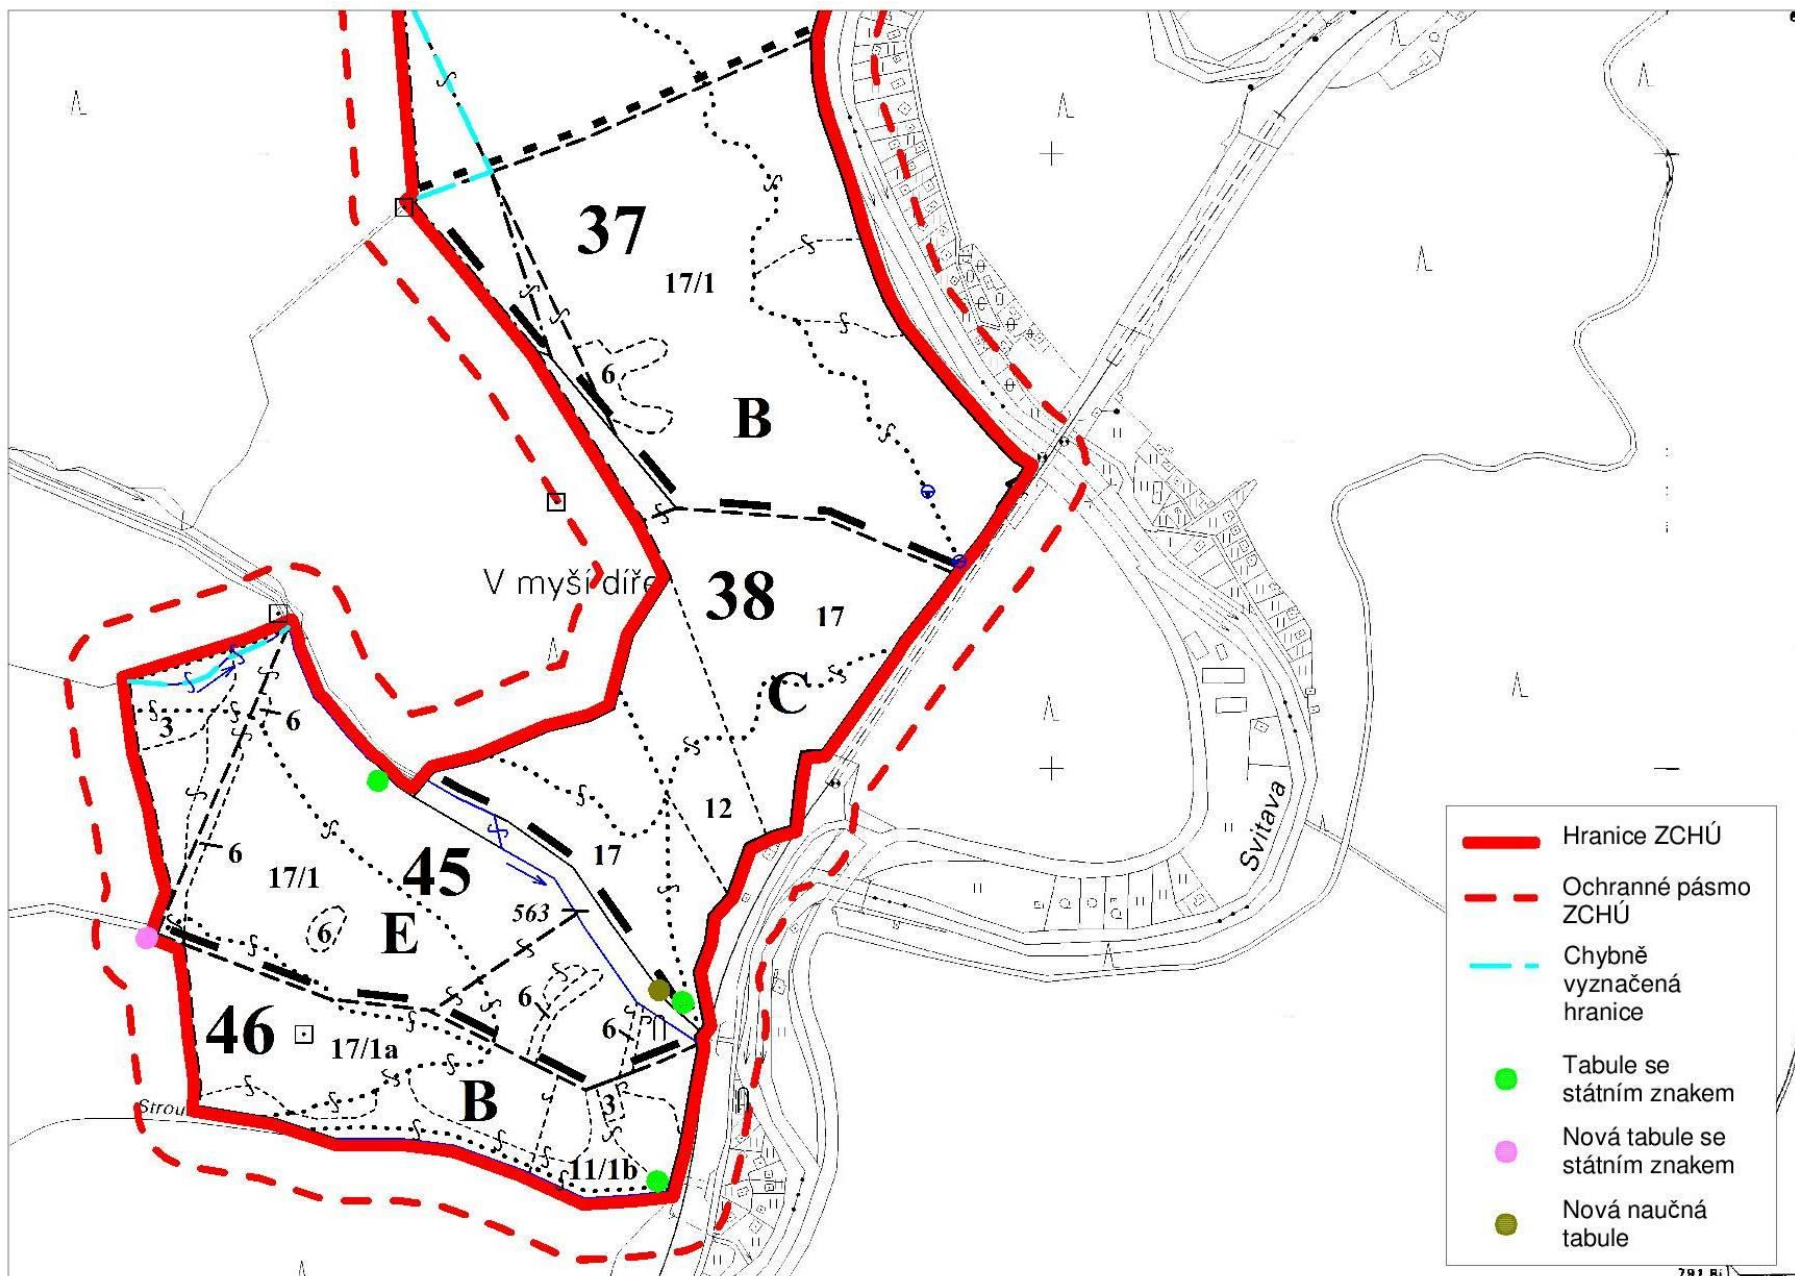 37
17/1
6
B
V myší díře
38
17
C
3
6
12
6
17/1
45
17
563
6
E
6
6
46
17/1a
B
3
11/1b
Svitava
Hranice ZCHÚ
Ochranné pásmo
ZCHÚ
Chybně
vyznačená
hranice
Tabule se
státním znakem
Nová tabule se
státním znakem
Nová naučná
tabule